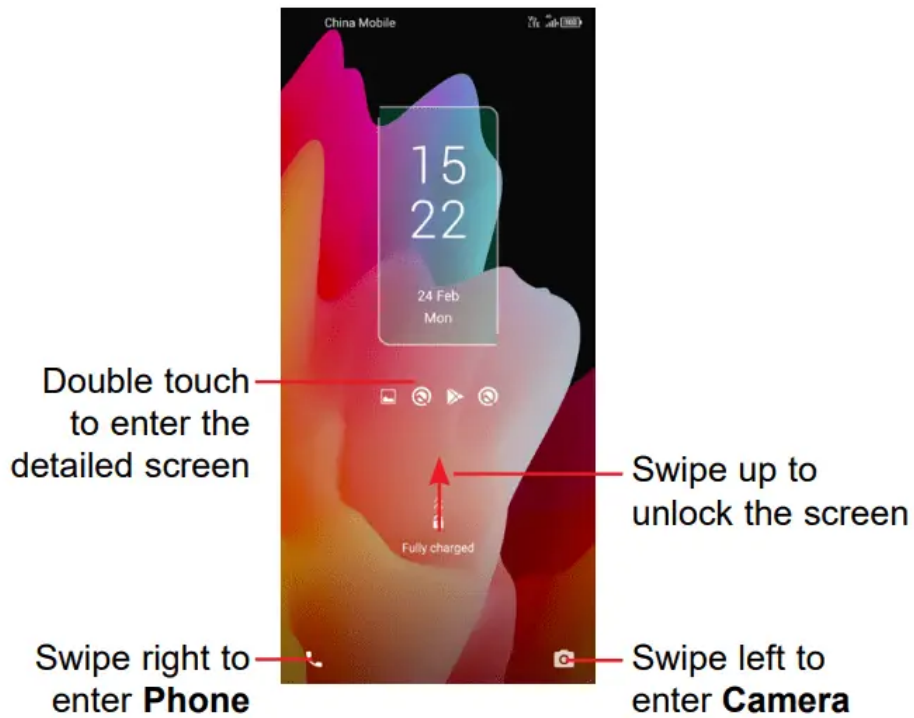 China Mobile
15
22
24 Feb
Mon
Double touch
to enter the
detailed screen
Swipe up to
unlock the screen
Fully charged
Swipe right to
enter Phone
Swipe left to
enter Camera